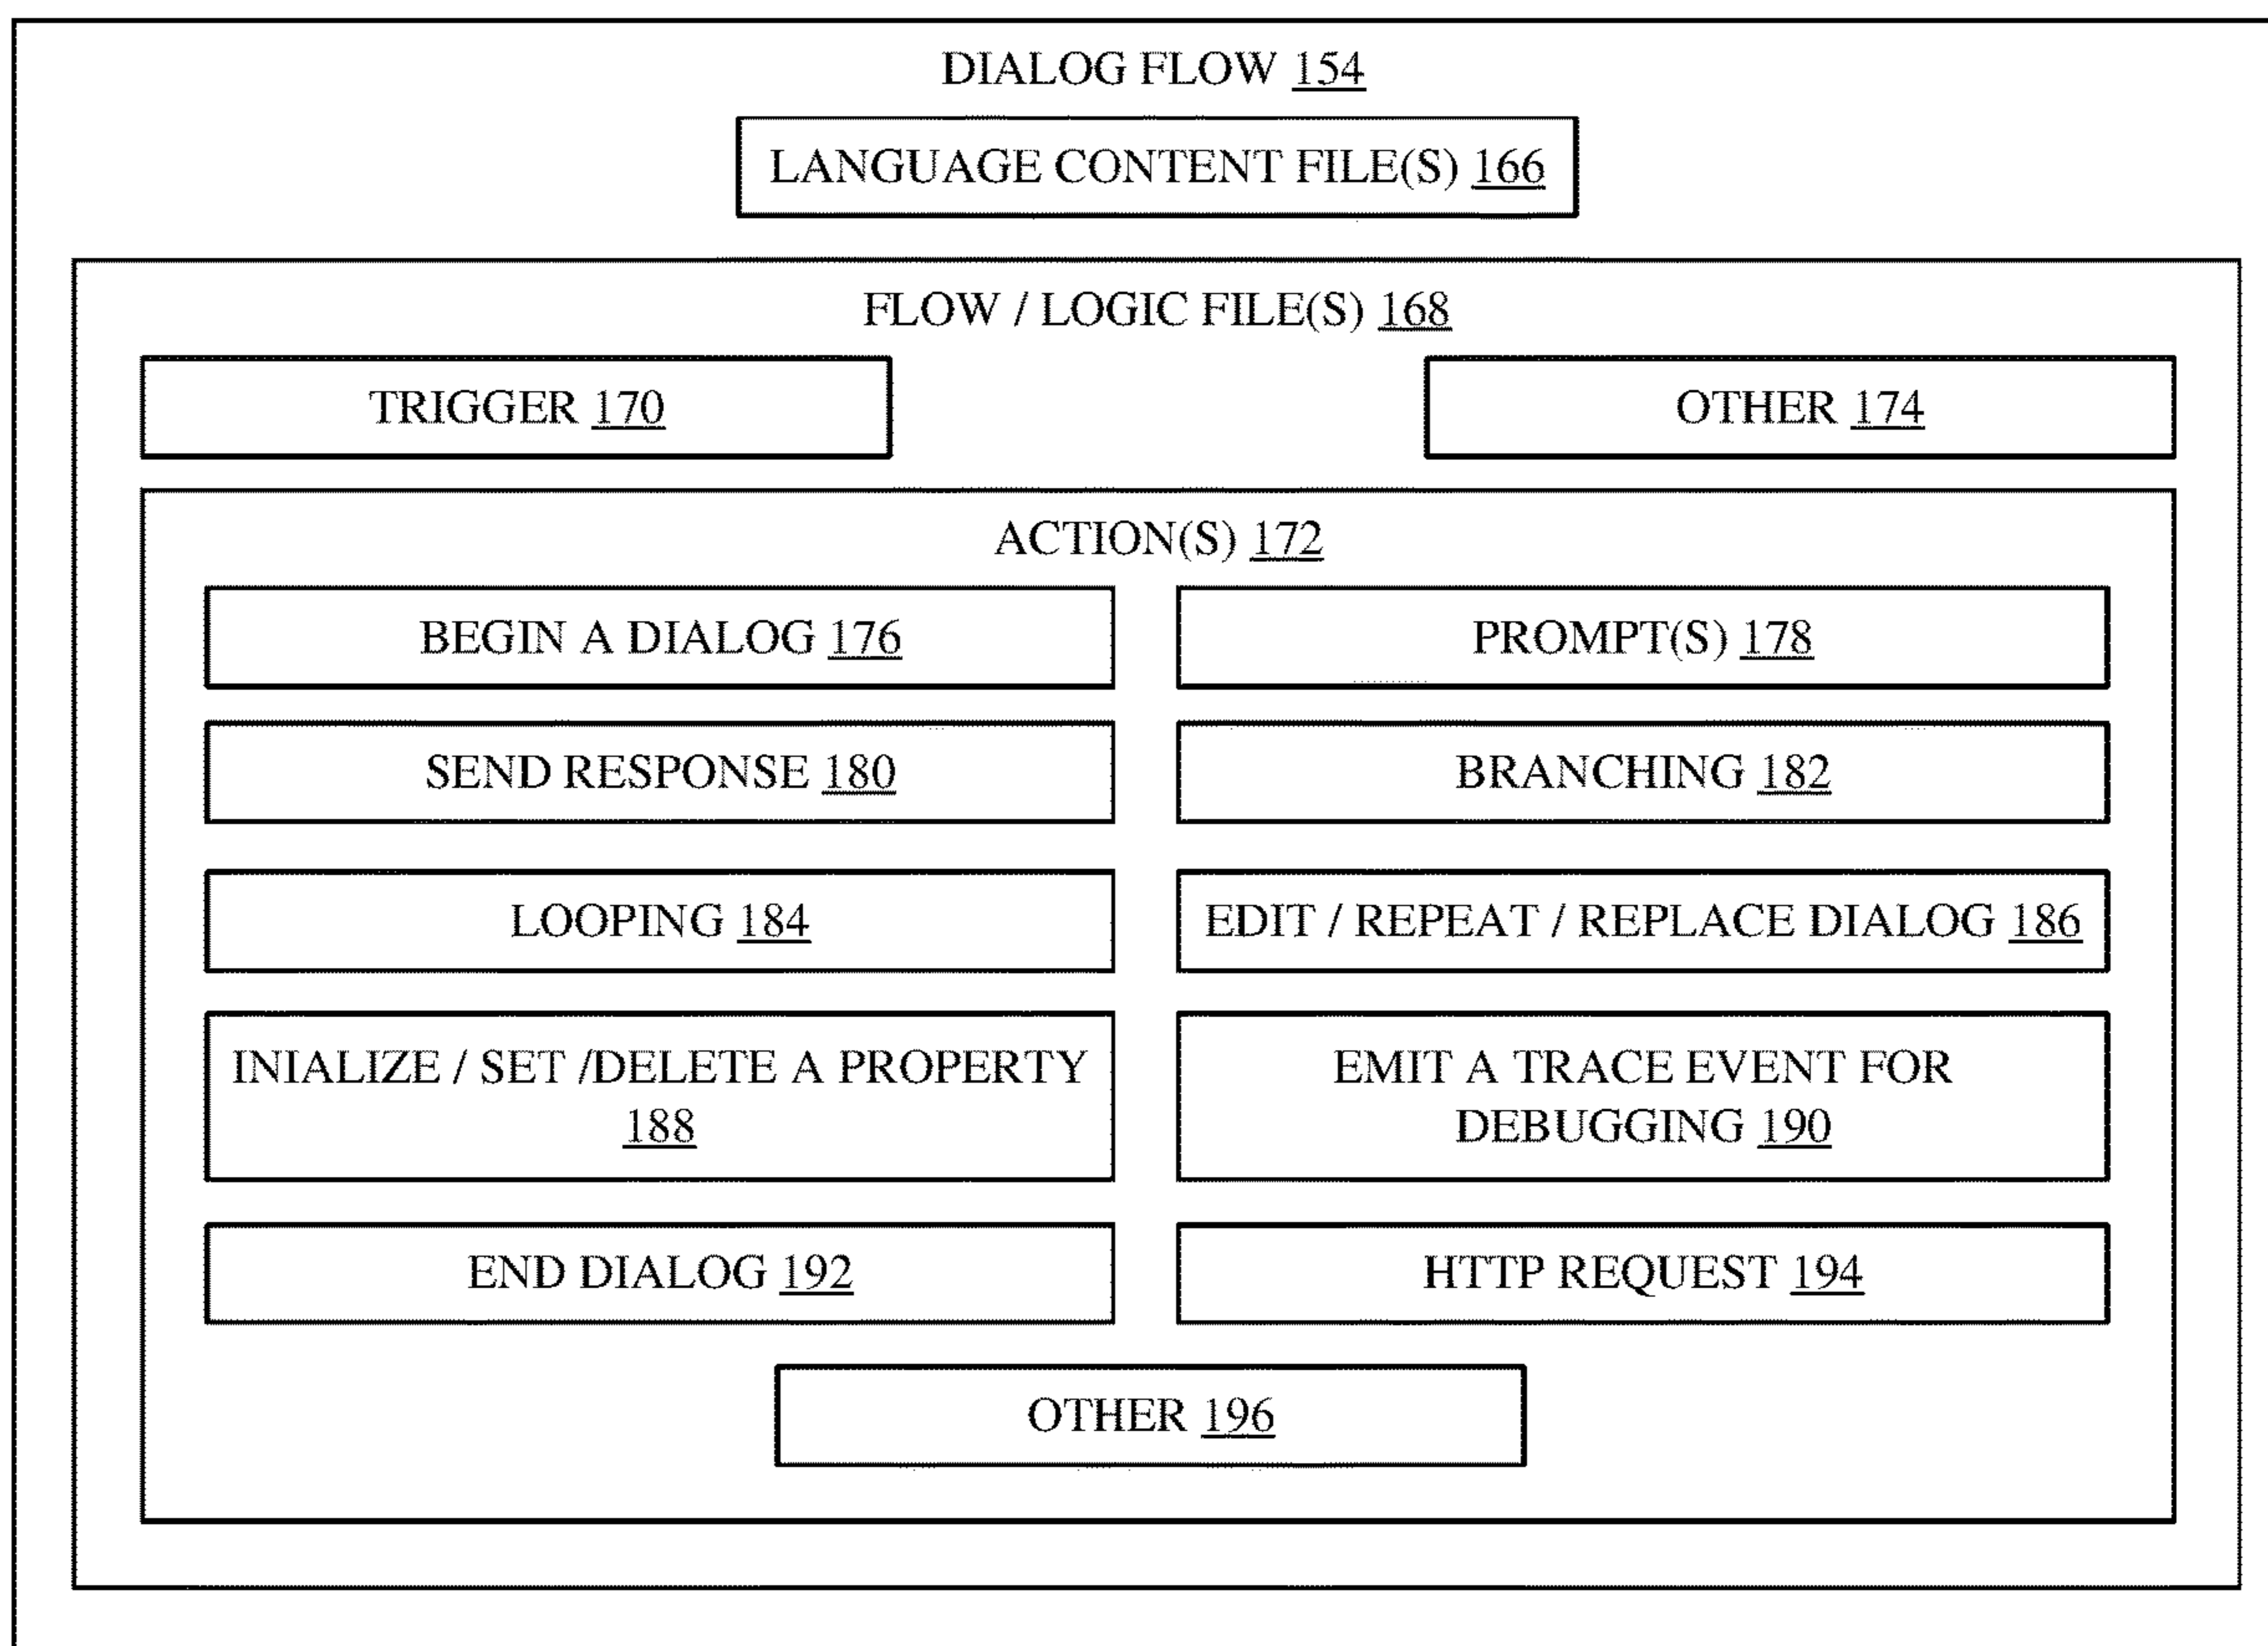 DIALOG FLOW 154
LANGUAGE CONTENT FILE(S) 166
FLOW / LOGIC FILE(S) 168
TRIGGER 170
OTHER 174
ACTION(S) 172
BEGIN A DIALOG 176
PROMPT(S) 178
SEND RESPONSE 180
BRANCHING 182
LOOPING 184
EDIT / REPEAT / REPLACE DIALOG 186
INIALIZE / SET /DELETE A PROPERTY
188
EMIT A TRACE EVENT FOR
DEBUGGING 190
END DIALOG 192
HTTP REQUEST 194
OTHER 196